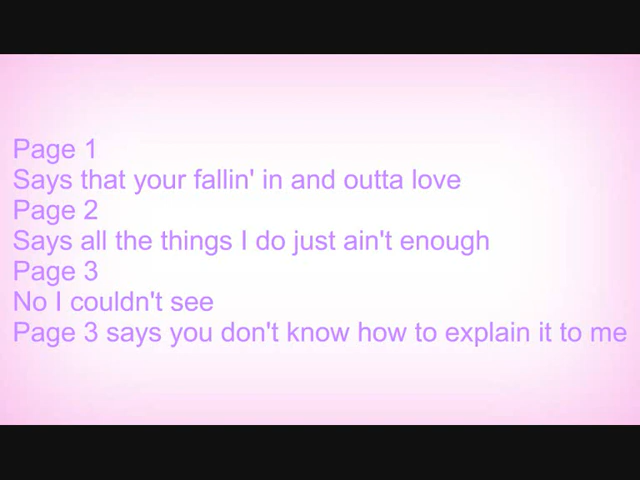 Page 1
Says that your fallin' in and outta love
Page 2
Says all the things I do just ain't enough
Page 3
No I couldn't see
Page 3 says you don't know how to explain it to me